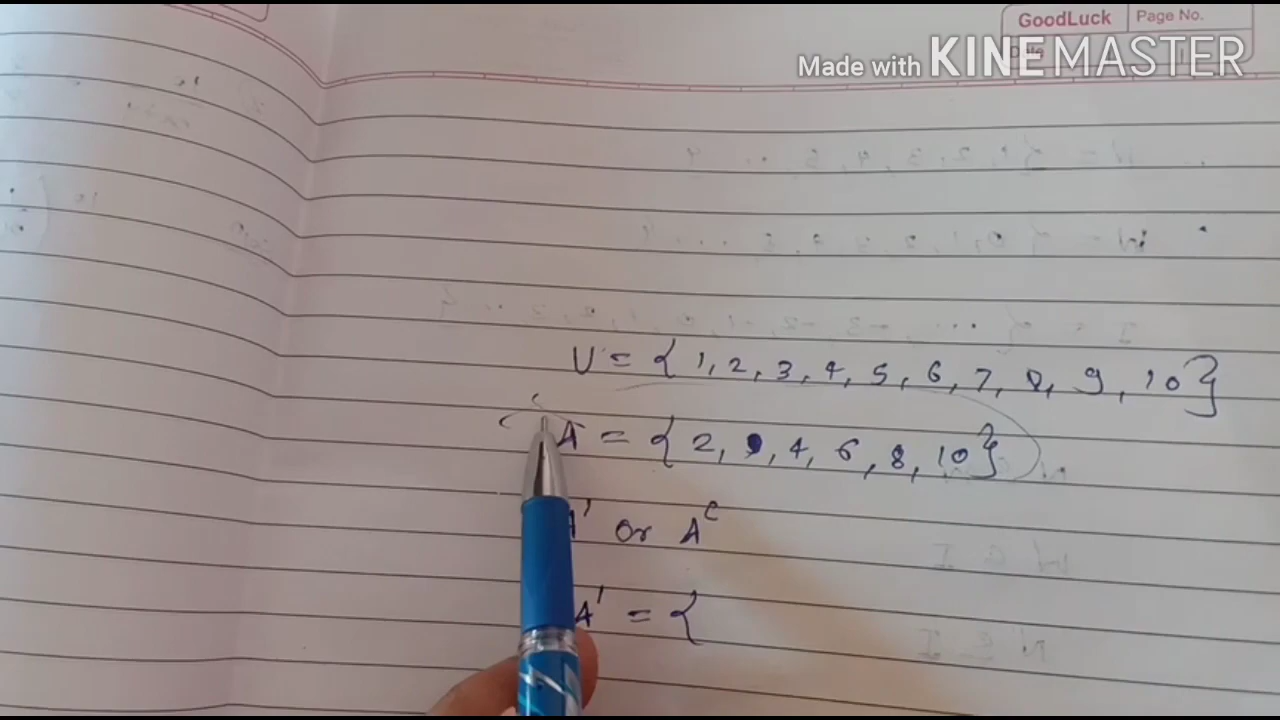 GoodLuck Page No.
Made with KINEMASTER
U = { 1, 2, 3, 4, 5, 6, 7, 8, 9, 10 }
A = { 2, 4, 6, 8, 10 }
A' or A^c
A' = {